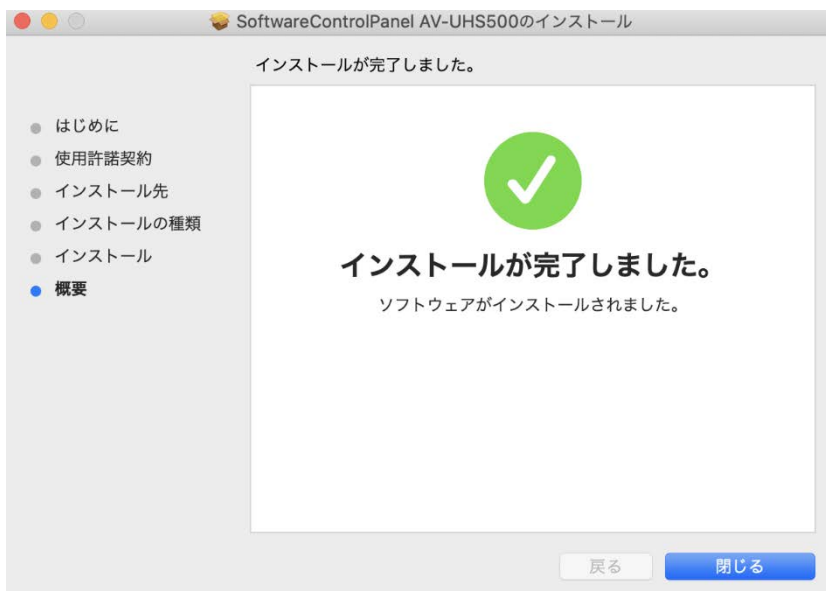 SoftwareControlPanel AV-UHS500のインストール
インストールが完了しました。
はじめに
使用許諾契約
インストール先
インストールの種類
インストール
概要
インストールが完了しました。
ソフトウェアがインストールされました。
戻る
閉じる